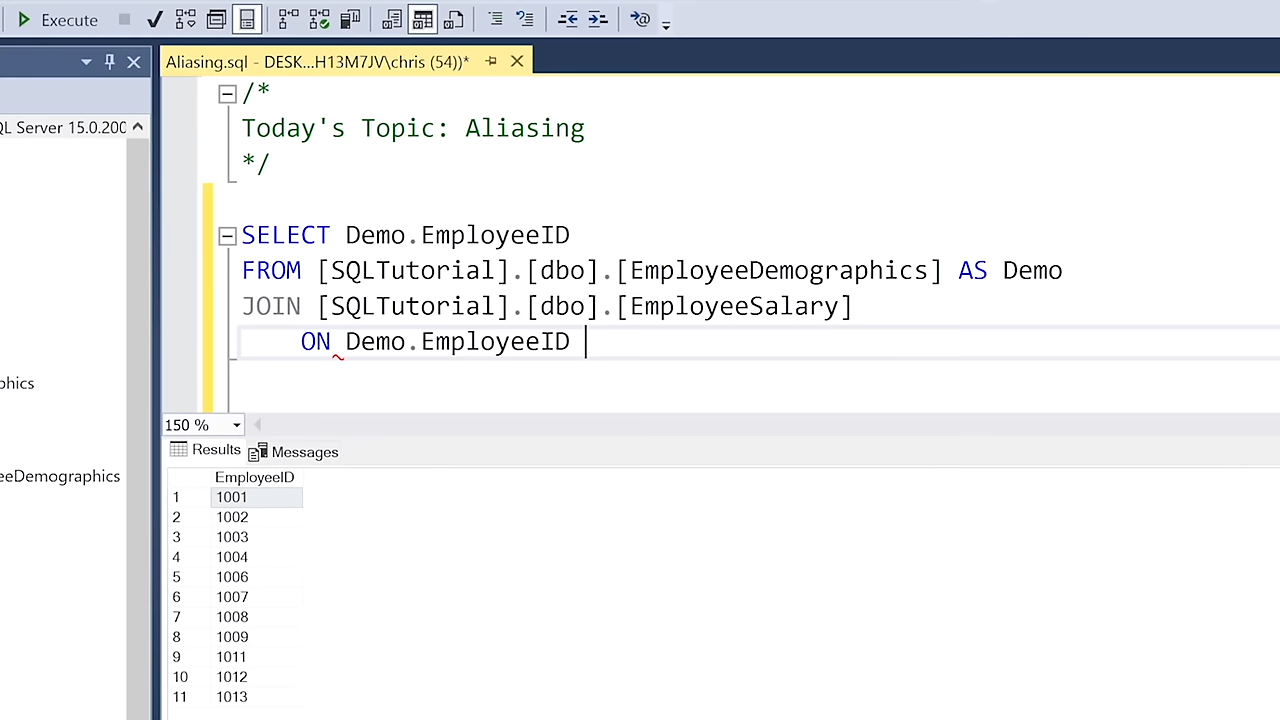 Execute
Aliasing.sql - DESK...H13M7JV\chris (54))*
QL Server 15.0.200
/*
Today's Topic: Aliasing
*/
SELECT Demo.EmployeeID
FROM [SQLTutorial].[dbo].[EmployeeDemographics] AS Demo
JOIN [SQLTutorial].[dbo].[EmployeeSalary]
ON Demo.EmployeeID
phics
eeDemographics
150 %
Results Messages
EmployeeID
1 1001
2 1002
3 1003
4 1004
5 1006
6 1007
7 1008
8 1009
9 1011
10 1012
11 1013